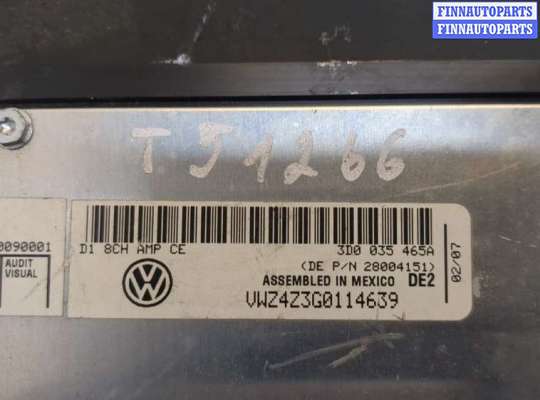 FINNAUTOPARTS
FINNAUTOPARTS
TJ1266
0090001
AUDIT
VISUAL
D1 8CH AMP CE
3D0 035 465A
(DE P/N 28004151)
ASSEMBLED IN MEXICO DE2
VWZ4Z3G0114639
02/07